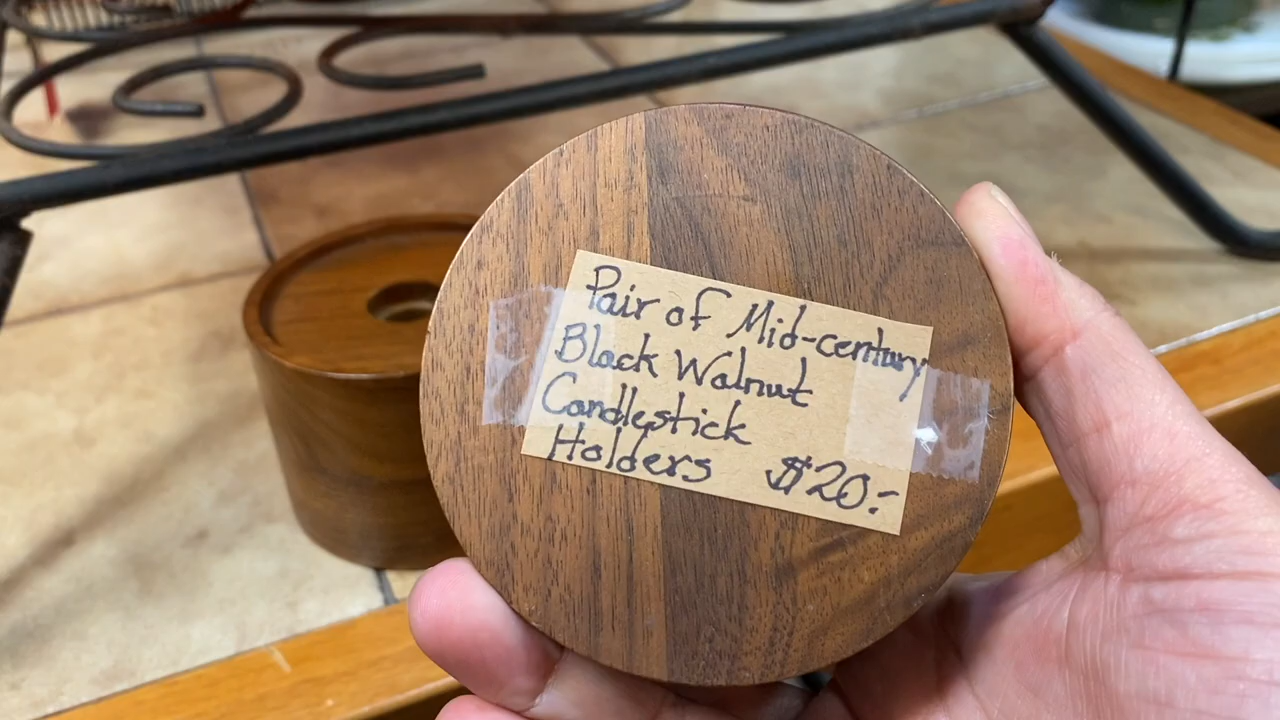 Pair of Mid-century
Black Walnut
Candlestick
Holders $20.-